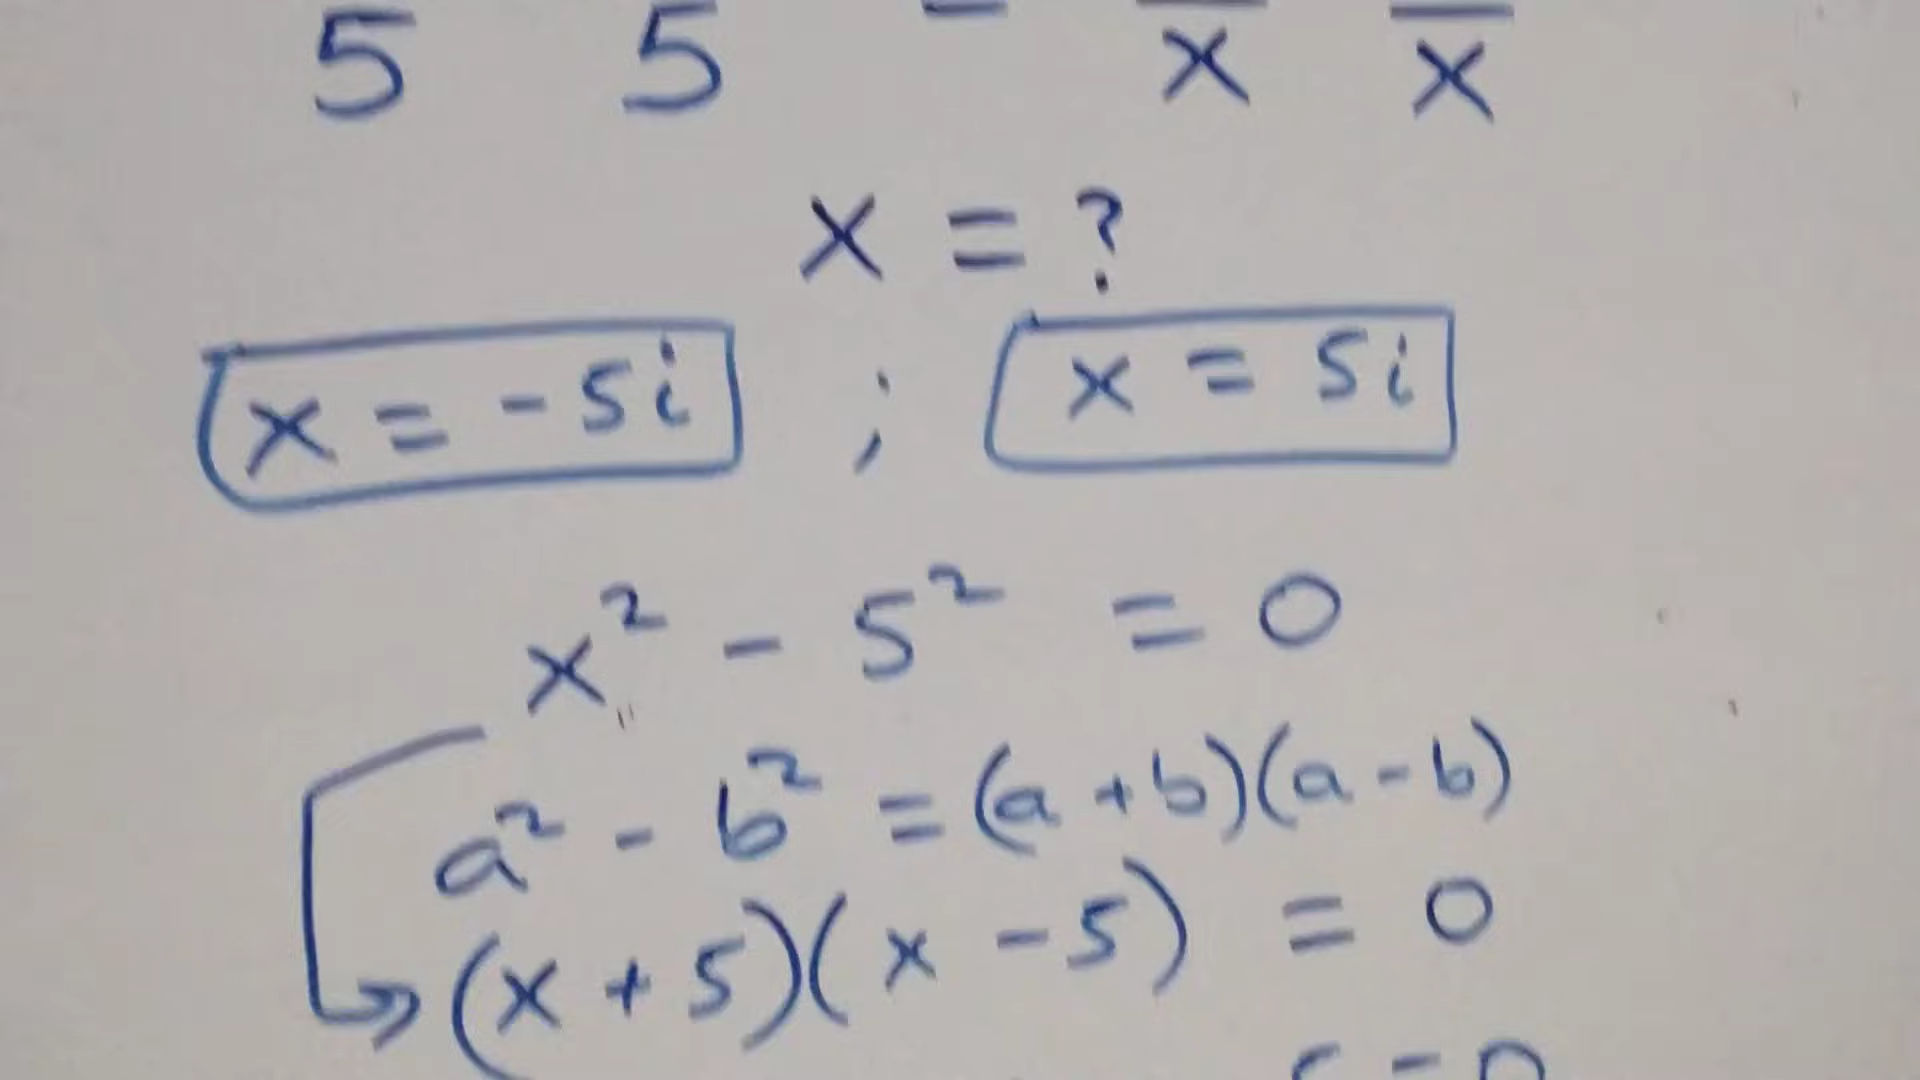 5 5 = x x
x = ?
x = -5i ; x = 5i
x² - 5² = 0
a² - b² = (a + b)(a - b)
(x + 5)(x - 5) = 0